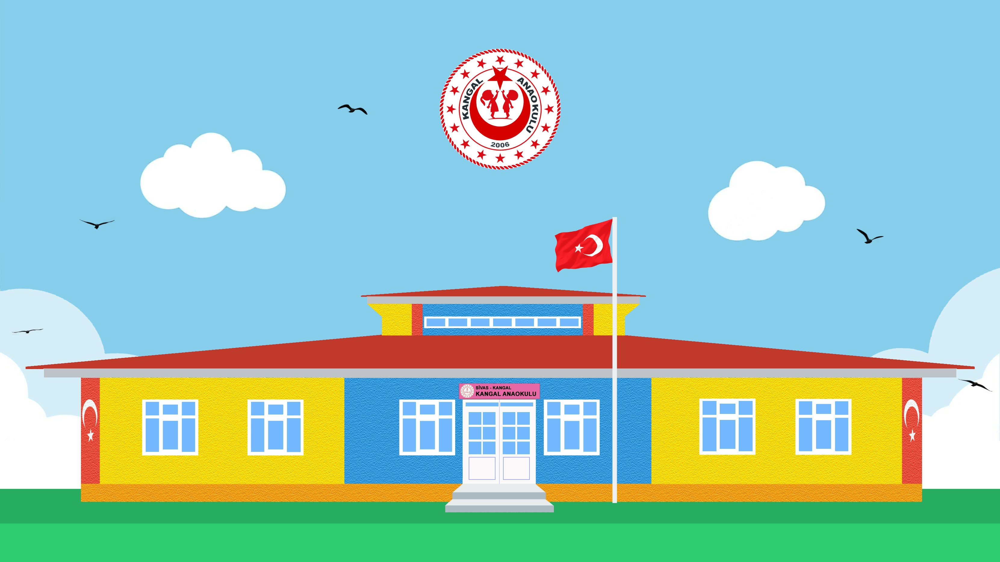 KANGAL ANAOKULU
2006
SİVAS - KANGAL
KANGAL ANAOKULU